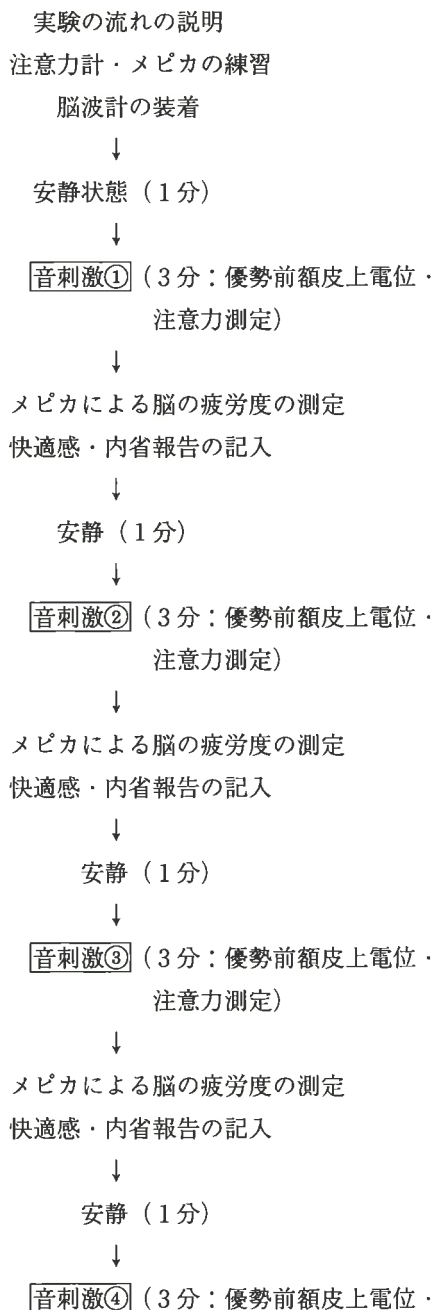 実験の流れの説明
注意力計・メピカの練習
脳波計の装着
↓
安静状態（1分）
↓
音刺激①（3分：優勢前額皮上電位・
注意力測定）
↓
メピカによる脳の疲労度の測定
快適感・内省報告の記入
↓
安静（1分）
↓
音刺激②（3分：優勢前額皮上電位・
注意力測定）
↓
メピカによる脳の疲労度の測定
快適感・内省報告の記入
↓
安静（1分）
↓
音刺激③（3分：優勢前額皮上電位・
注意力測定）
↓
メピカによる脳の疲労度の測定
快適感・内省報告の記入
↓
安静（1分）
↓
音刺激④（3分：優勢前額皮上電位・